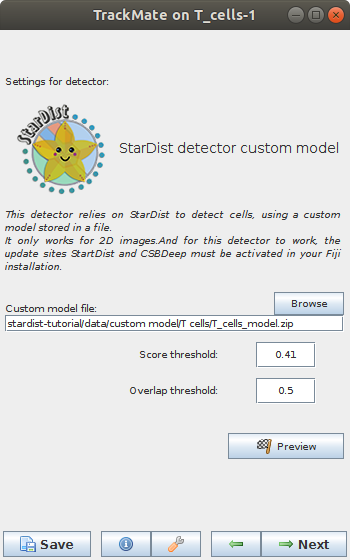 TrackMate on T_cells-1
Settings for detector:
StarDist
StarDist detector custom model
This detector relies on StarDist to detect cells, using a custom
model stored in a file.
It only works for 2D images.And for this detector to work, the
update sites StartDist and CSBDeep must be activated in your Fiji
installation.
Browse
Custom model file:
stardist-tutorial/data/custom model/T cells/T_cells_model.zip
Score threshold: 0.41
Overlap threshold: 0.5
Preview
Save Next